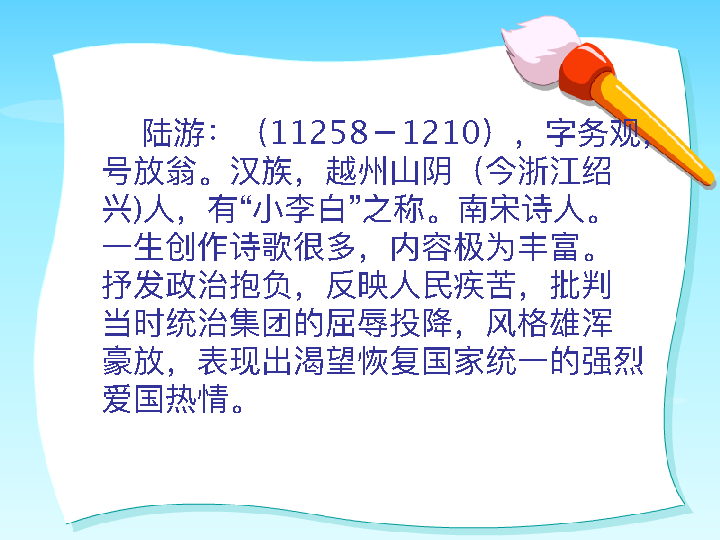 陆游：（11258－1210），字务观，
号放翁。汉族，越州山阴（今浙江绍
兴)人，有“小李白”之称。南宋诗人。
一生创作诗歌很多，内容极为丰富。
抒发政治抱负，反映人民疾苦，批判
当时统治集团的屈辱投降，风格雄浑
豪放，表现出渴望恢复国家统一的强烈
爱国热情。